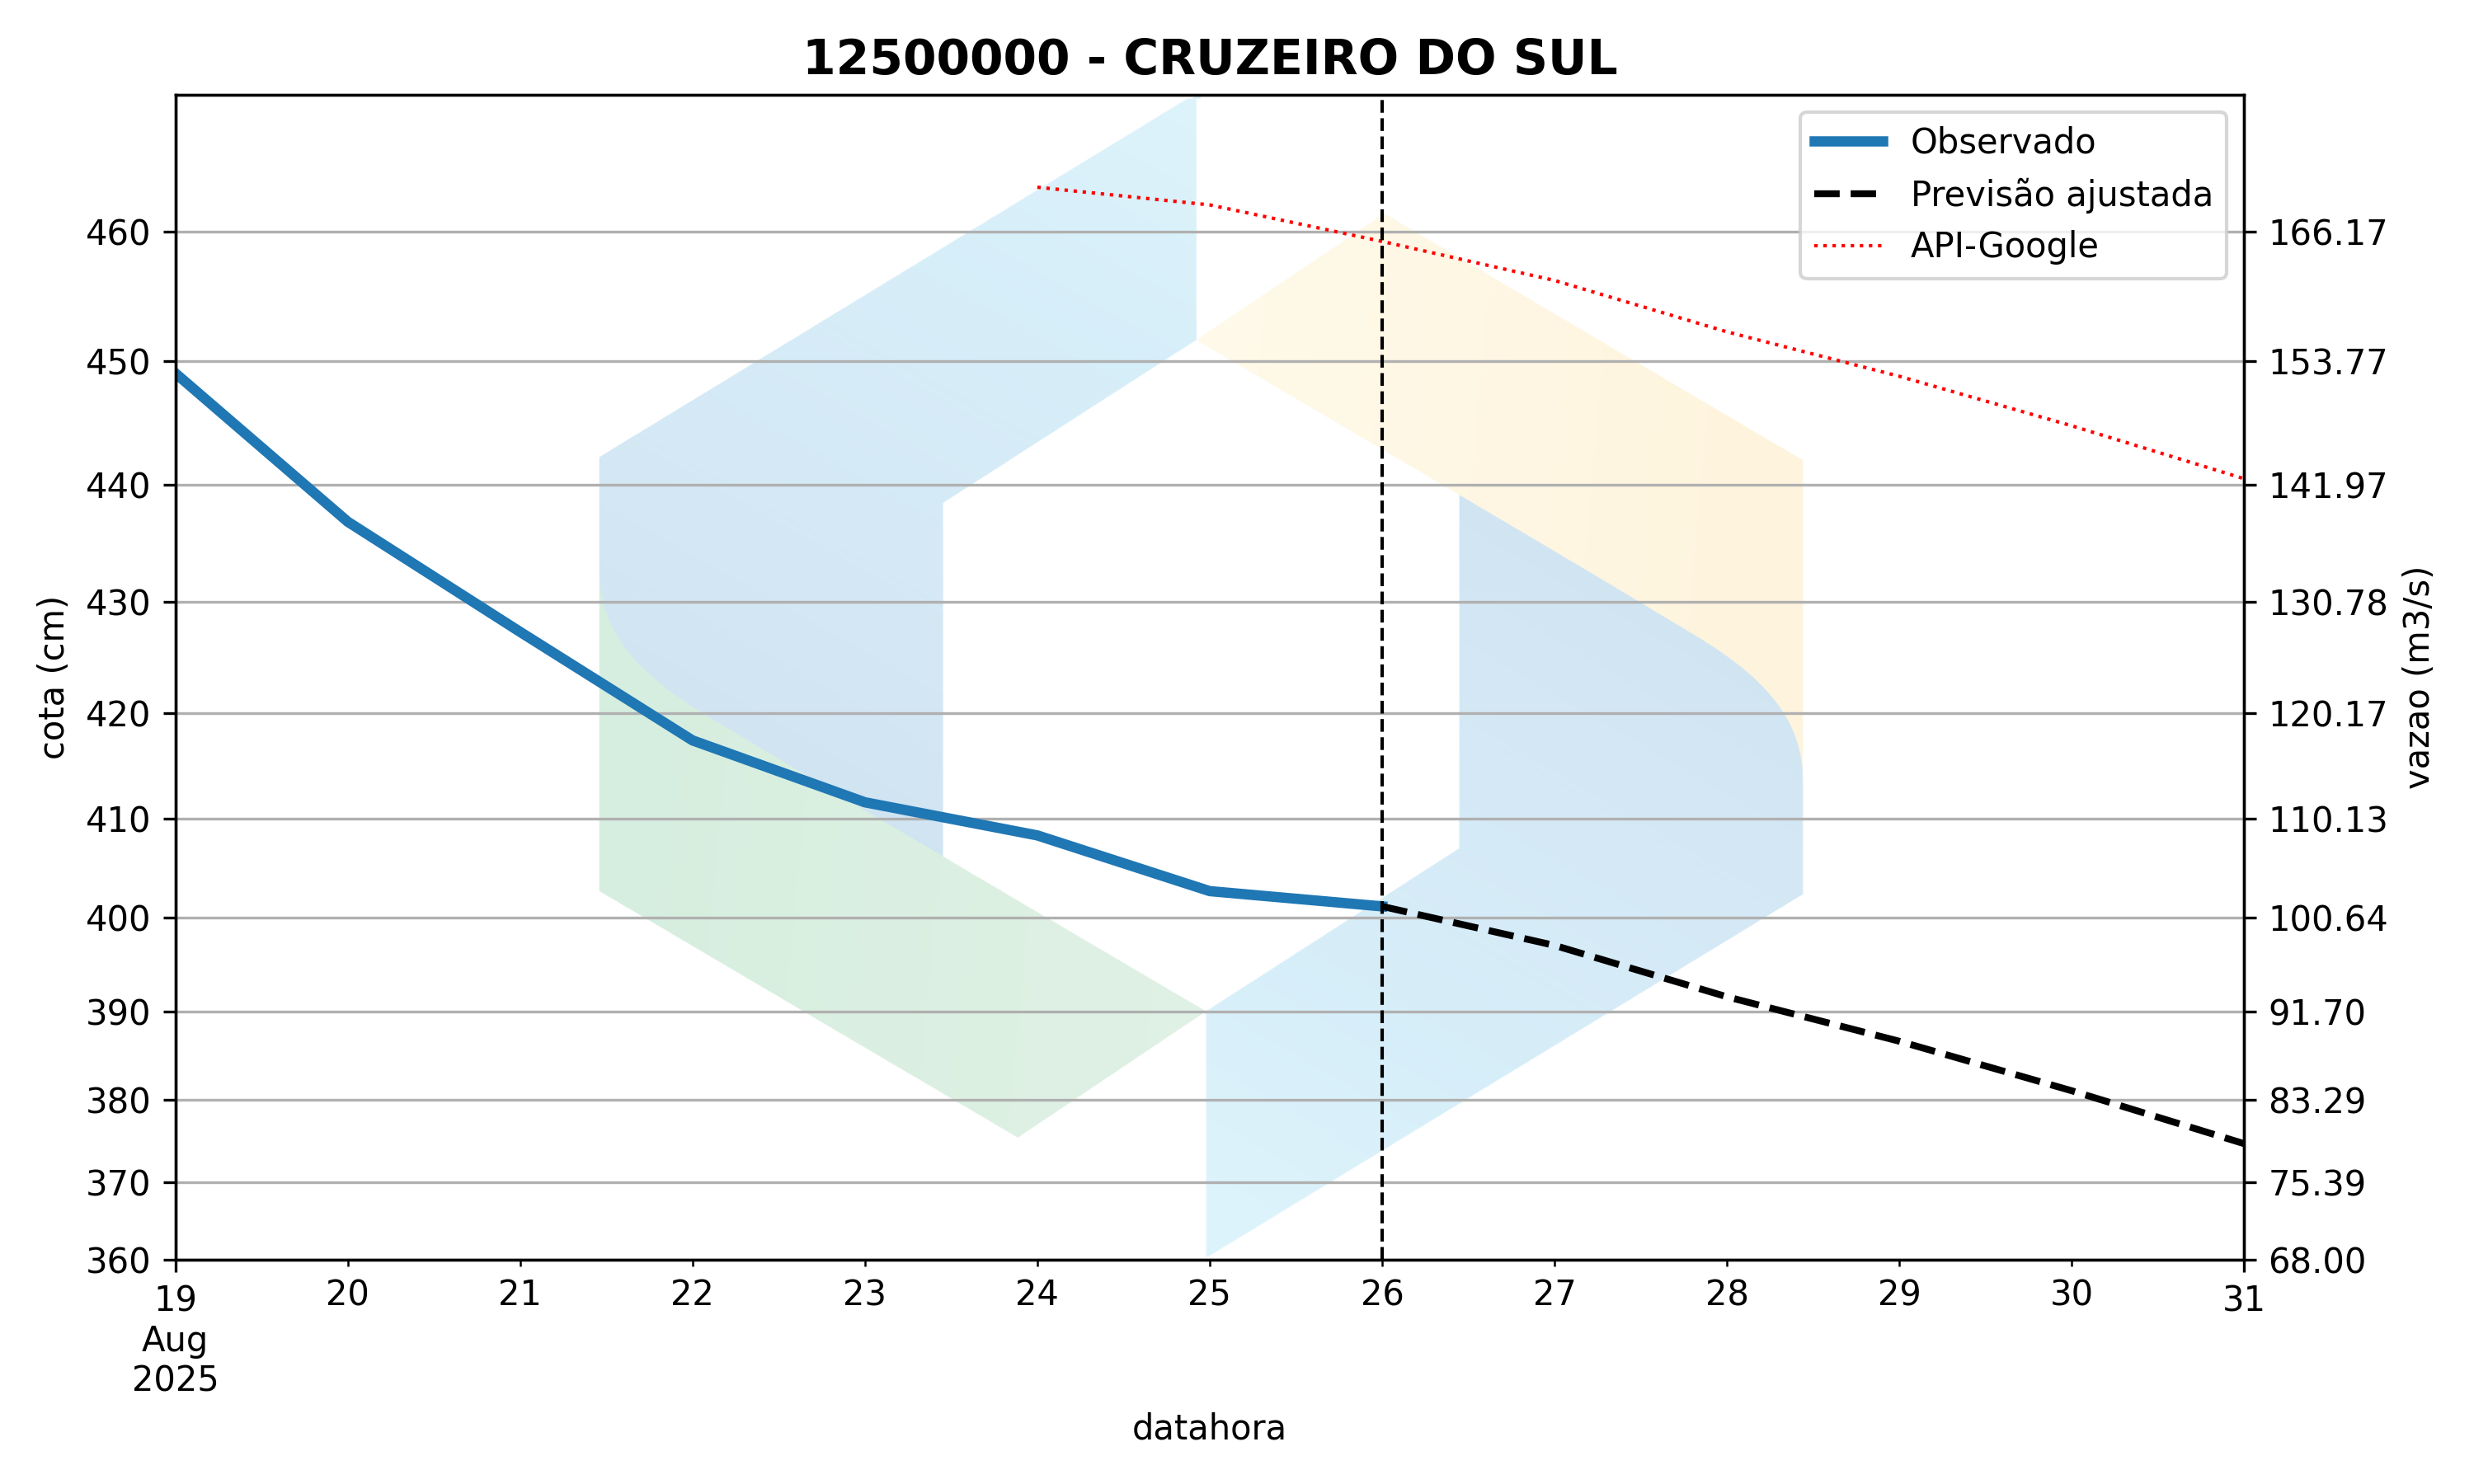 12500000 - CRUZEIRO DO SUL
Observado
Previsão ajustada
API-Google
cota (cm)
460
450
440
430
420
410
400
390
380
370
360
166.17
153.77
141.97
130.78
120.17
110.13
100.64
91.70
83.29
75.39
68.00
vazao (m3/s)
19 20 21 22 23 24 25 26 27 28 29 30 31
Aug
2025
datahora